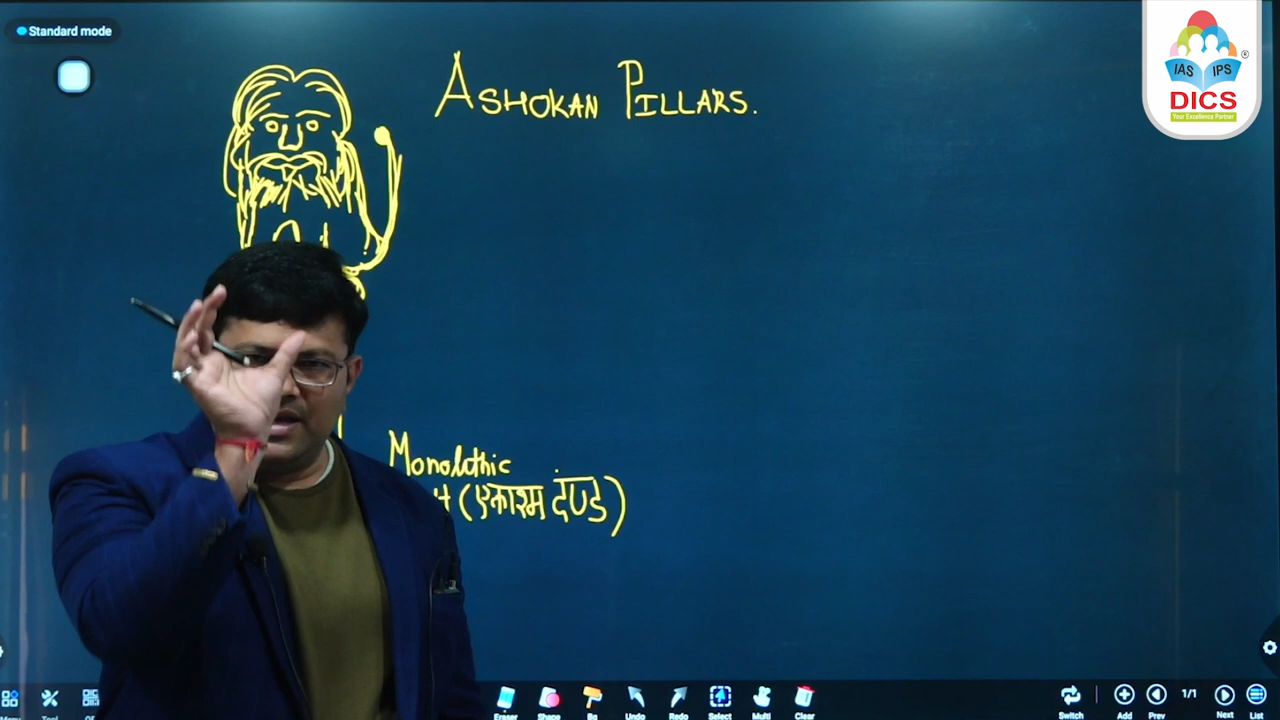 Standard mode
IAS IPS
®
DICS
Your Excellence Partner
ASHOKAN PILLARS.
Monolithic
(एकाश्म दण्ड)
Eraser
Shape
Bg
Undo
Redo
Select
Multi
Clear
Switch
Add
Prev
1/1
Next
List